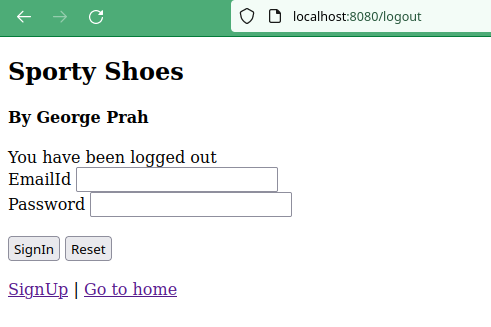 localhost:8080/logout
Sporty Shoes
By George Prah
You have been logged out
EmailId
Password
SignIn Reset
SignUp | Go to home